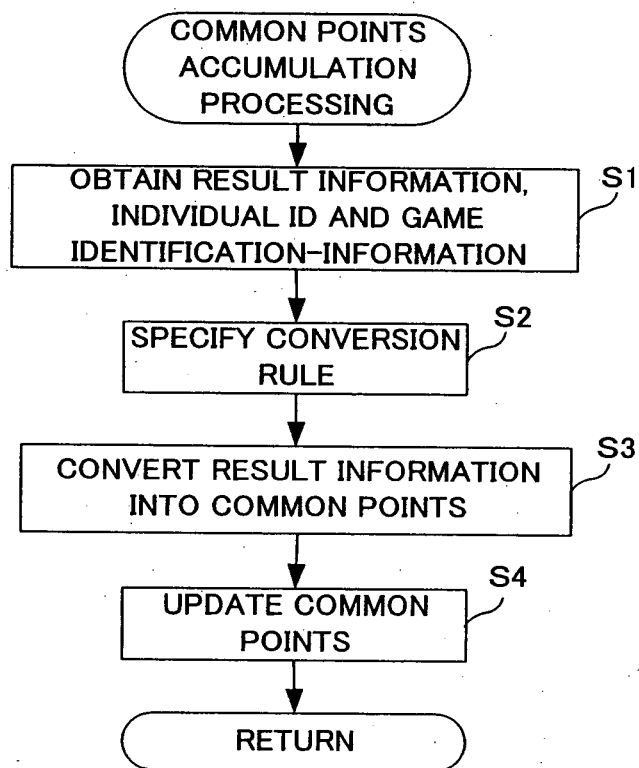 COMMON POINTS
ACCUMULATION
PROCESSING
OBTAIN RESULT INFORMATION,
INDIVIDUAL ID AND GAME
IDENTIFICATION-INFORMATION
S1
SPECIFY CONVERSION
RULE
S2
CONVERT RESULT INFORMATION
INTO COMMON POINTS
S3
UPDATE COMMON
POINTS
S4
RETURN